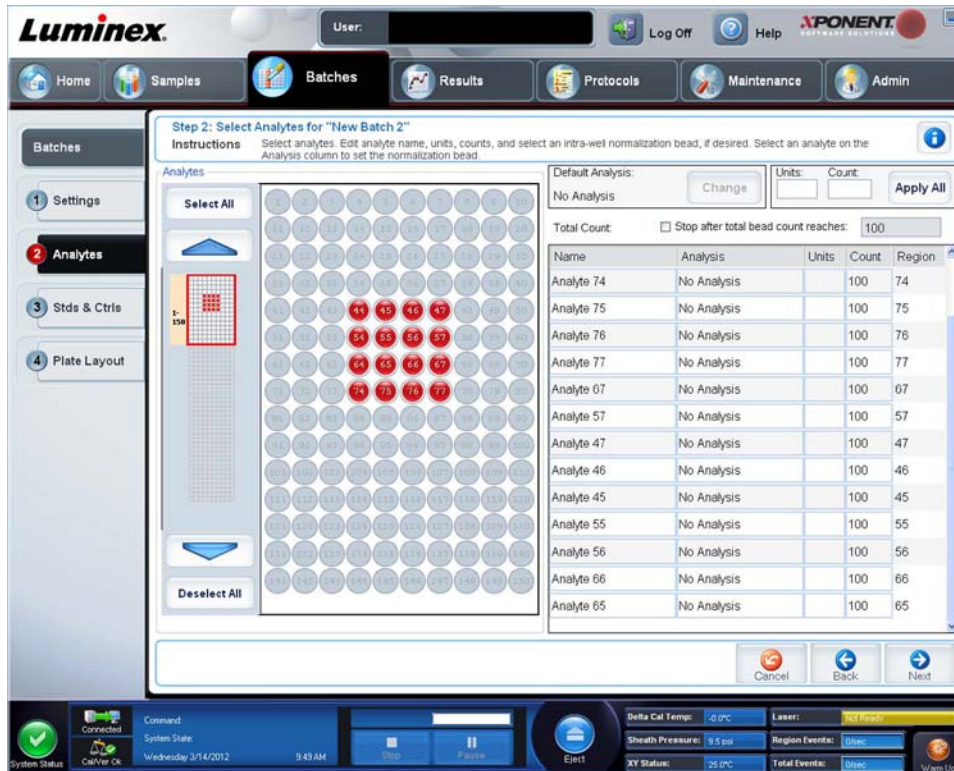 Luminex.
User:
Log Off
Help
XPONENT
SOFTWARE SOLUTIONS
Home
Samples
Batches
Results
Protocols
Maintenance
Admin
Batches
1 Settings
2 Analytes
3 Stds & Ctrls
4 Plate Layout
Step 2: Select Analytes for "New Batch 2"
Instructions
Select analytes. Edit analyte name, units, counts, and select an intra-well normalization bead, if desired. Select an analyte on the
Analysis column to set the normalization bead.
Analytes
Select All
1-
150
Deselect All
44 45 46 47
54 55 56 57
64 65 66 67
74 75 76 77
Default Analysis:
No Analysis
Change
Units: Count:
Apply All
Total Count:
Stop after total bead count reaches: 100
Name Analysis Units Count Region
Analyte 74 No Analysis 100 74
Analyte 75 No Analysis 100 75
Analyte 76 No Analysis 100 76
Analyte 77 No Analysis 100 77
Analyte 67 No Analysis 100 67
Analyte 57 No Analysis 100 57
Analyte 47 No Analysis 100 47
Analyte 46 No Analysis 100 46
Analyte 45 No Analysis 100 45
Analyte 55 No Analysis 100 55
Analyte 56 No Analysis 100 56
Analyte 66 No Analysis 100 66
Analyte 65 No Analysis 100 65
Cancel
Back
Next
System Status
Connected
Cal/Ver Ok
Command:
System State:
Wednesday 3/14/2012 9:49 AM
Stop
Pause
Eject
Delta Cal Temp: -0.0°C
Sheath Pressure: 9.5 psi
XY Status: 25.0°C
Laser: Not Ready
Region Events: 0/sec
Total Events: 0/sec
Warm Up